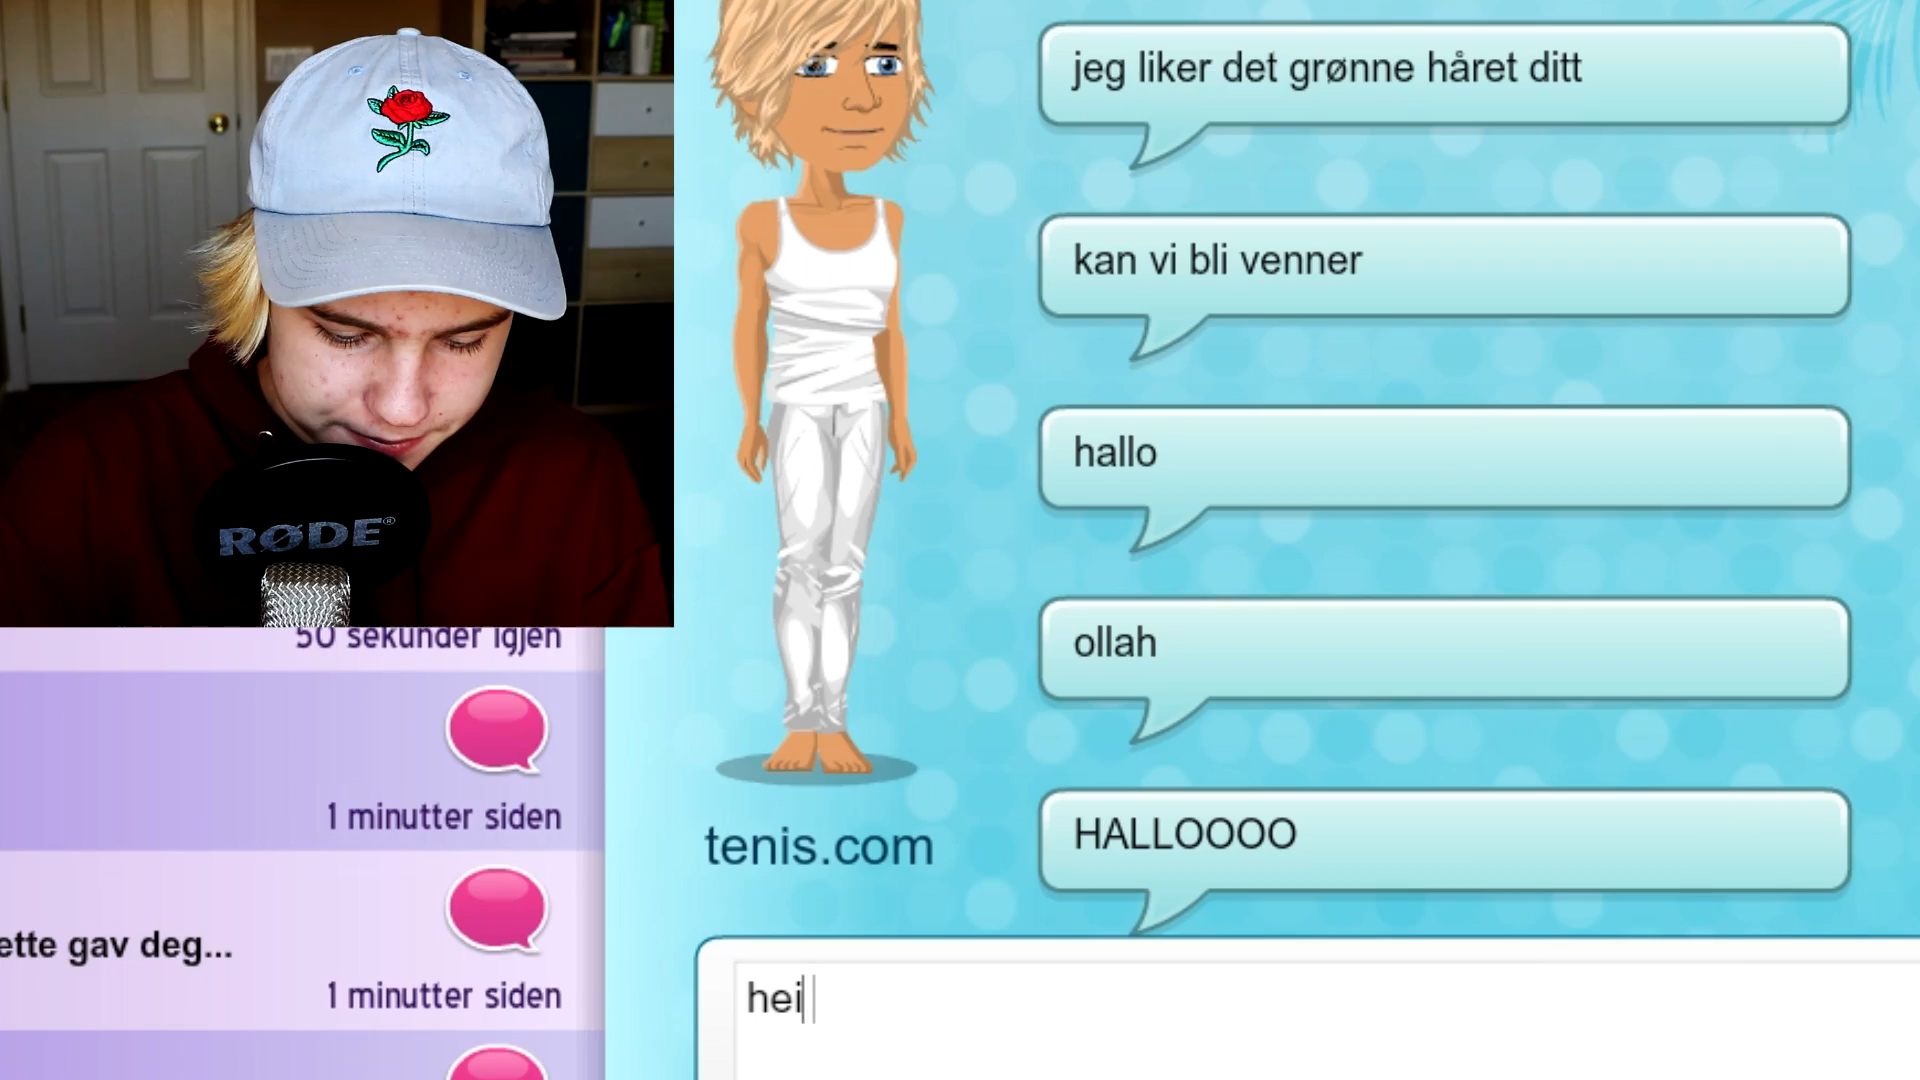 RØDE®
50 sekunder igjen
1 minutter siden
ette gav deg...
1 minutter siden
tenis.com
jeg liker det grønne håret ditt
kan vi bli venner
hallo
ollah
HALLOOOO
hei